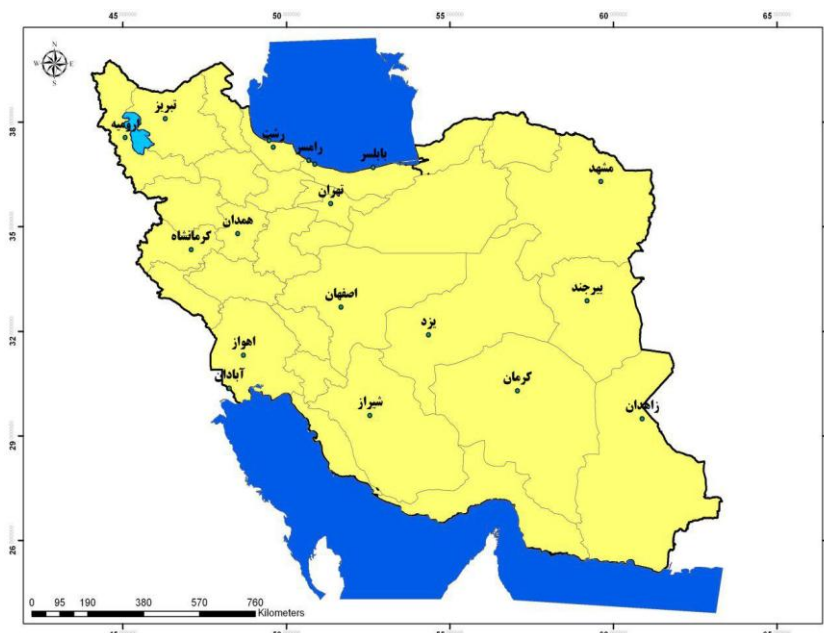 45 50 55 60 65
N
W E
S
38
35
32
29
26
تبریز
ارومیه
رشت
رامسر
بابلسر
مشهد
تهران
همدان
کرمانشاه
بیرجند
اصفهان
یزد
اهواز
آبادان
کرمان
شیراز
زاهدان
0 95 190 380 570 760
Kilometers